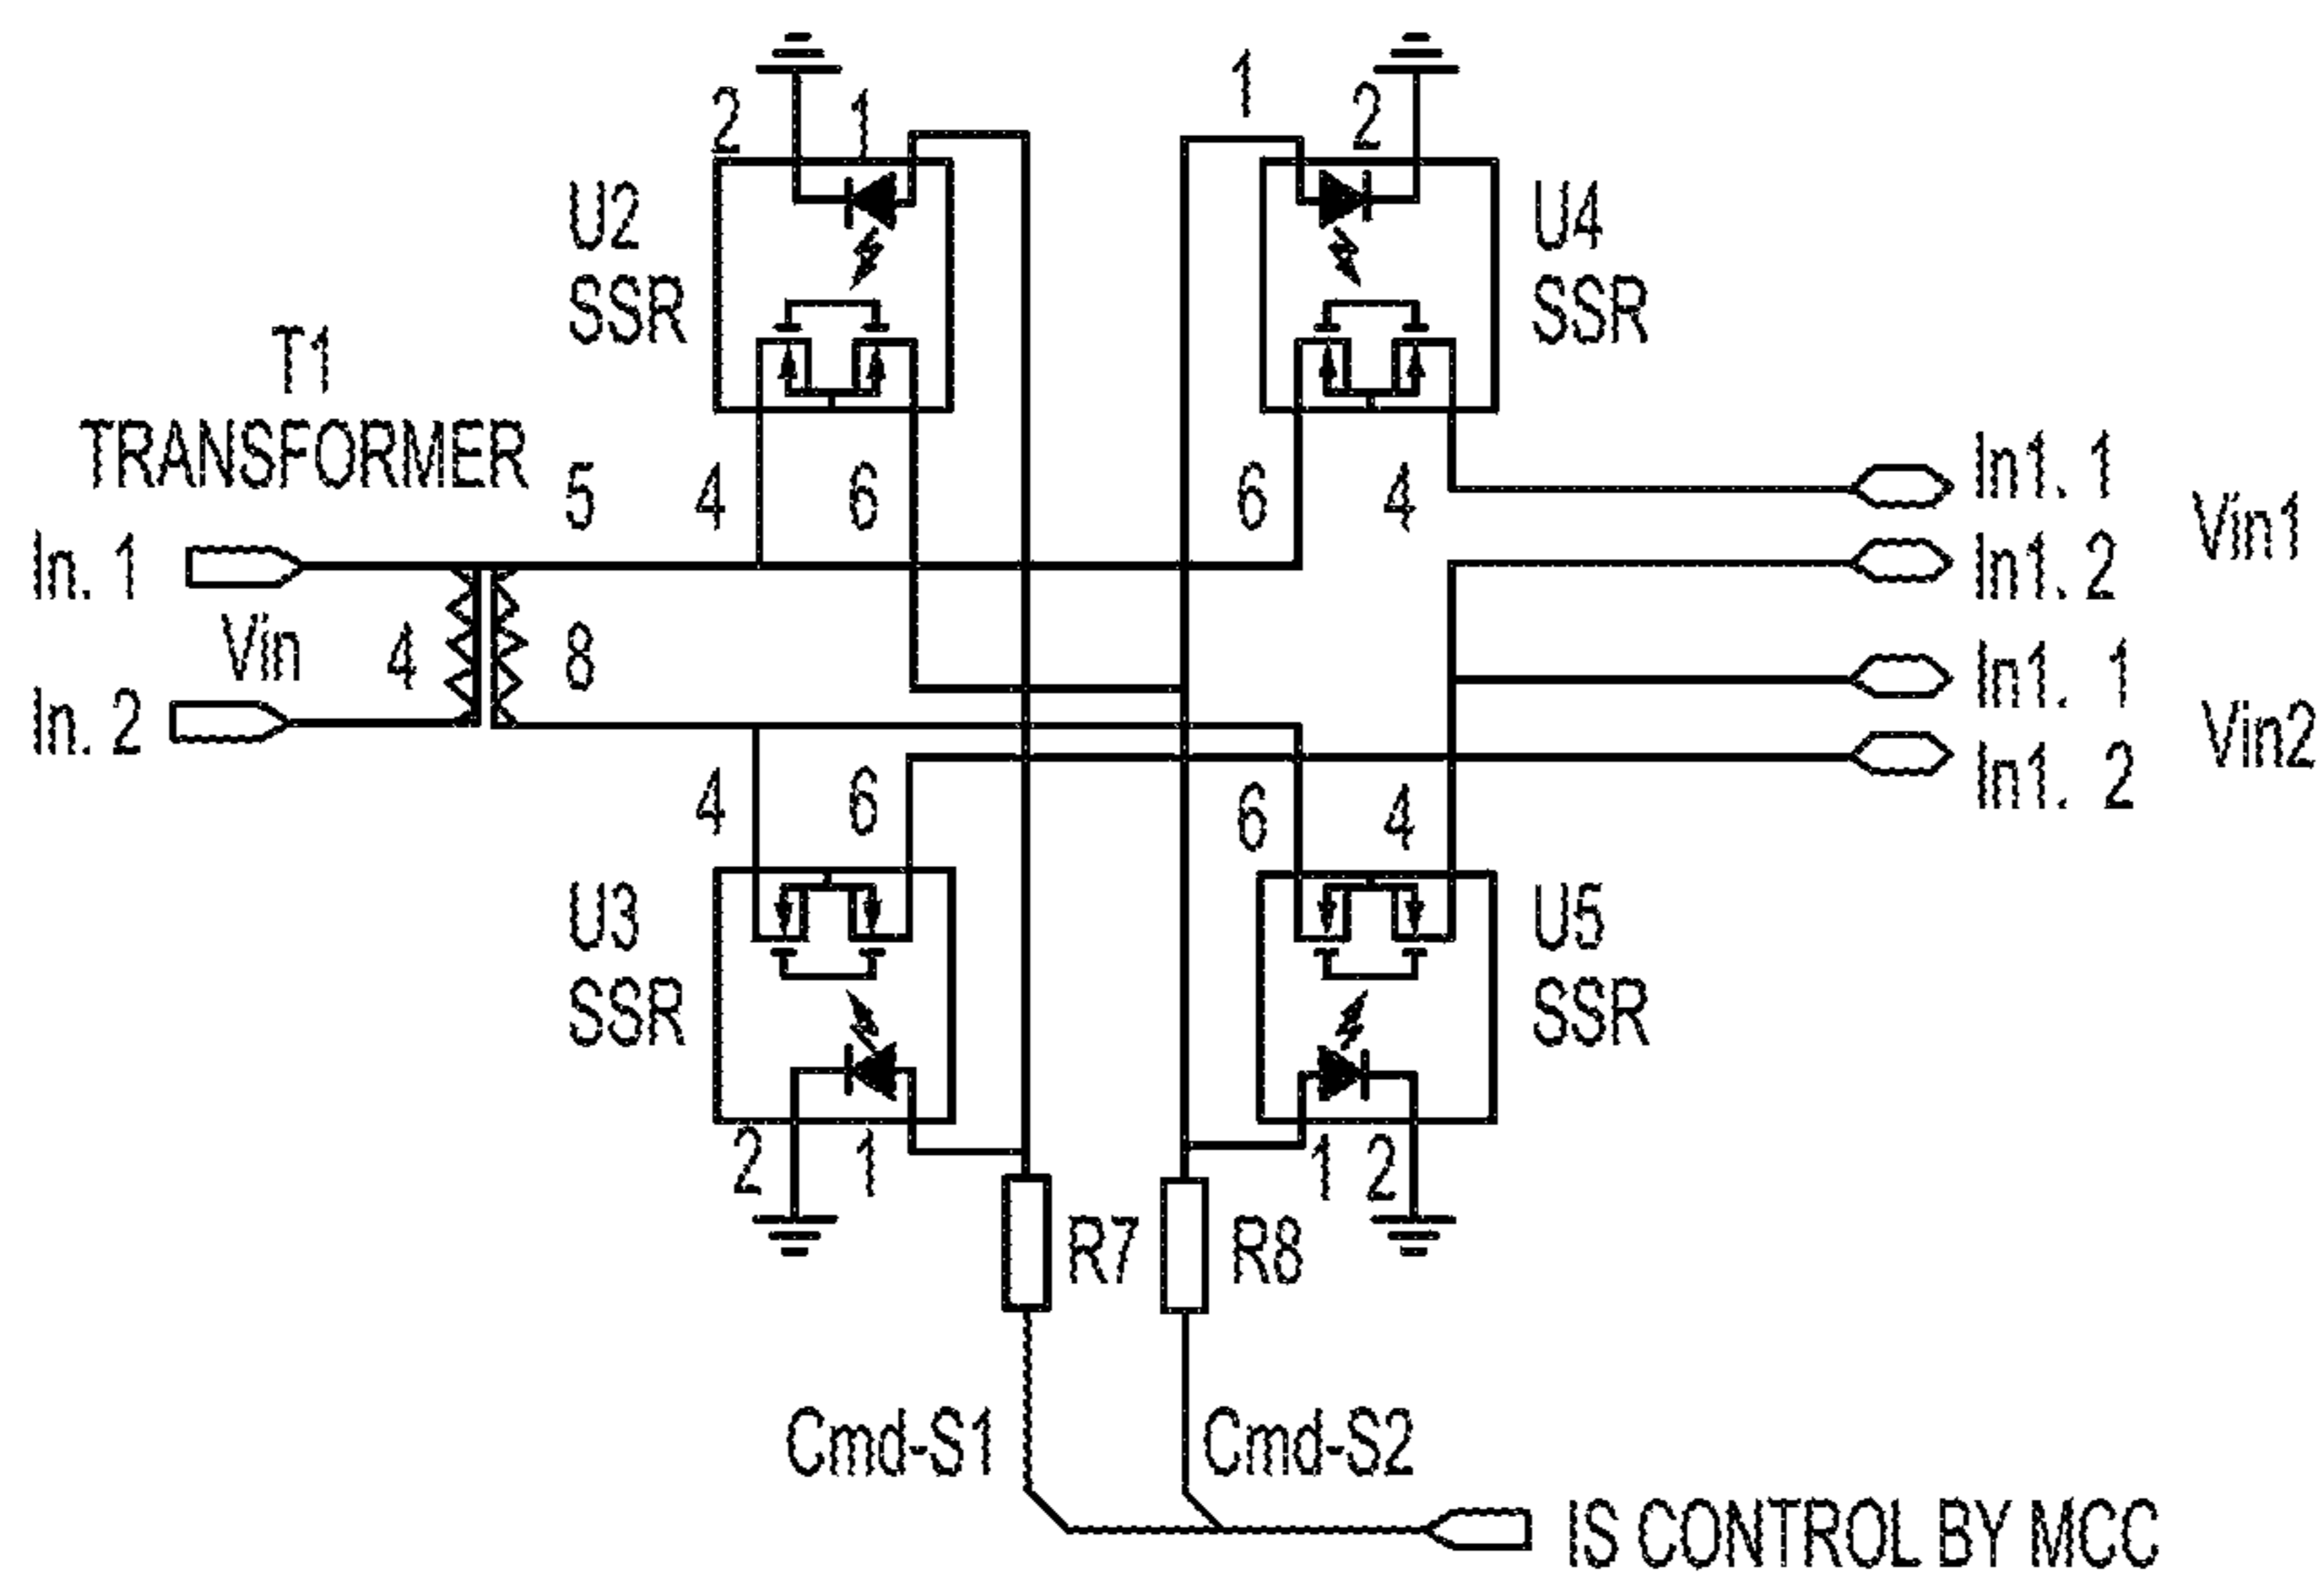 2 1
1 2
U2
SSR
U4
SSR
T1
TRANSFORMER
5 4 6
6 4
In1. 1
In1. 2
Vin1
In. 1
Vin
In. 2
4 8
In1. 1
In1. 2
Vin2
4 6
6 4
U3
SSR
U5
SSR
2 1
1 2
R7
R8
Cmd-S1
Cmd-S2
IS CONTROL BY MCC